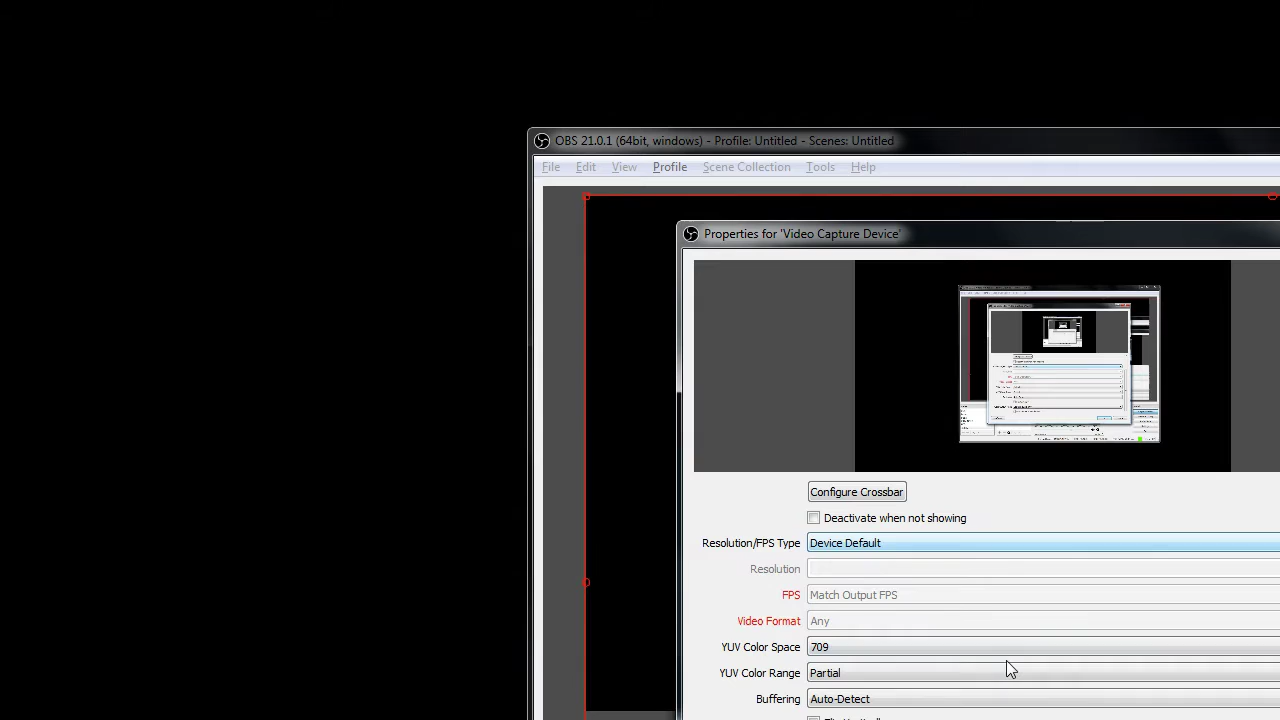 OBS 21.0.1 (64bit, windows) - Profile: Untitled - Scenes: Untitled
File Edit View Profile Scene Collection Tools Help
Properties for 'Video Capture Device'
Configure Crossbar
Deactivate when not showing
Resolution/FPS Type Device Default
Resolution
FPS Match Output FPS
Video Format Any
YUV Color Space 709
YUV Color Range Partial
Buffering Auto-Detect